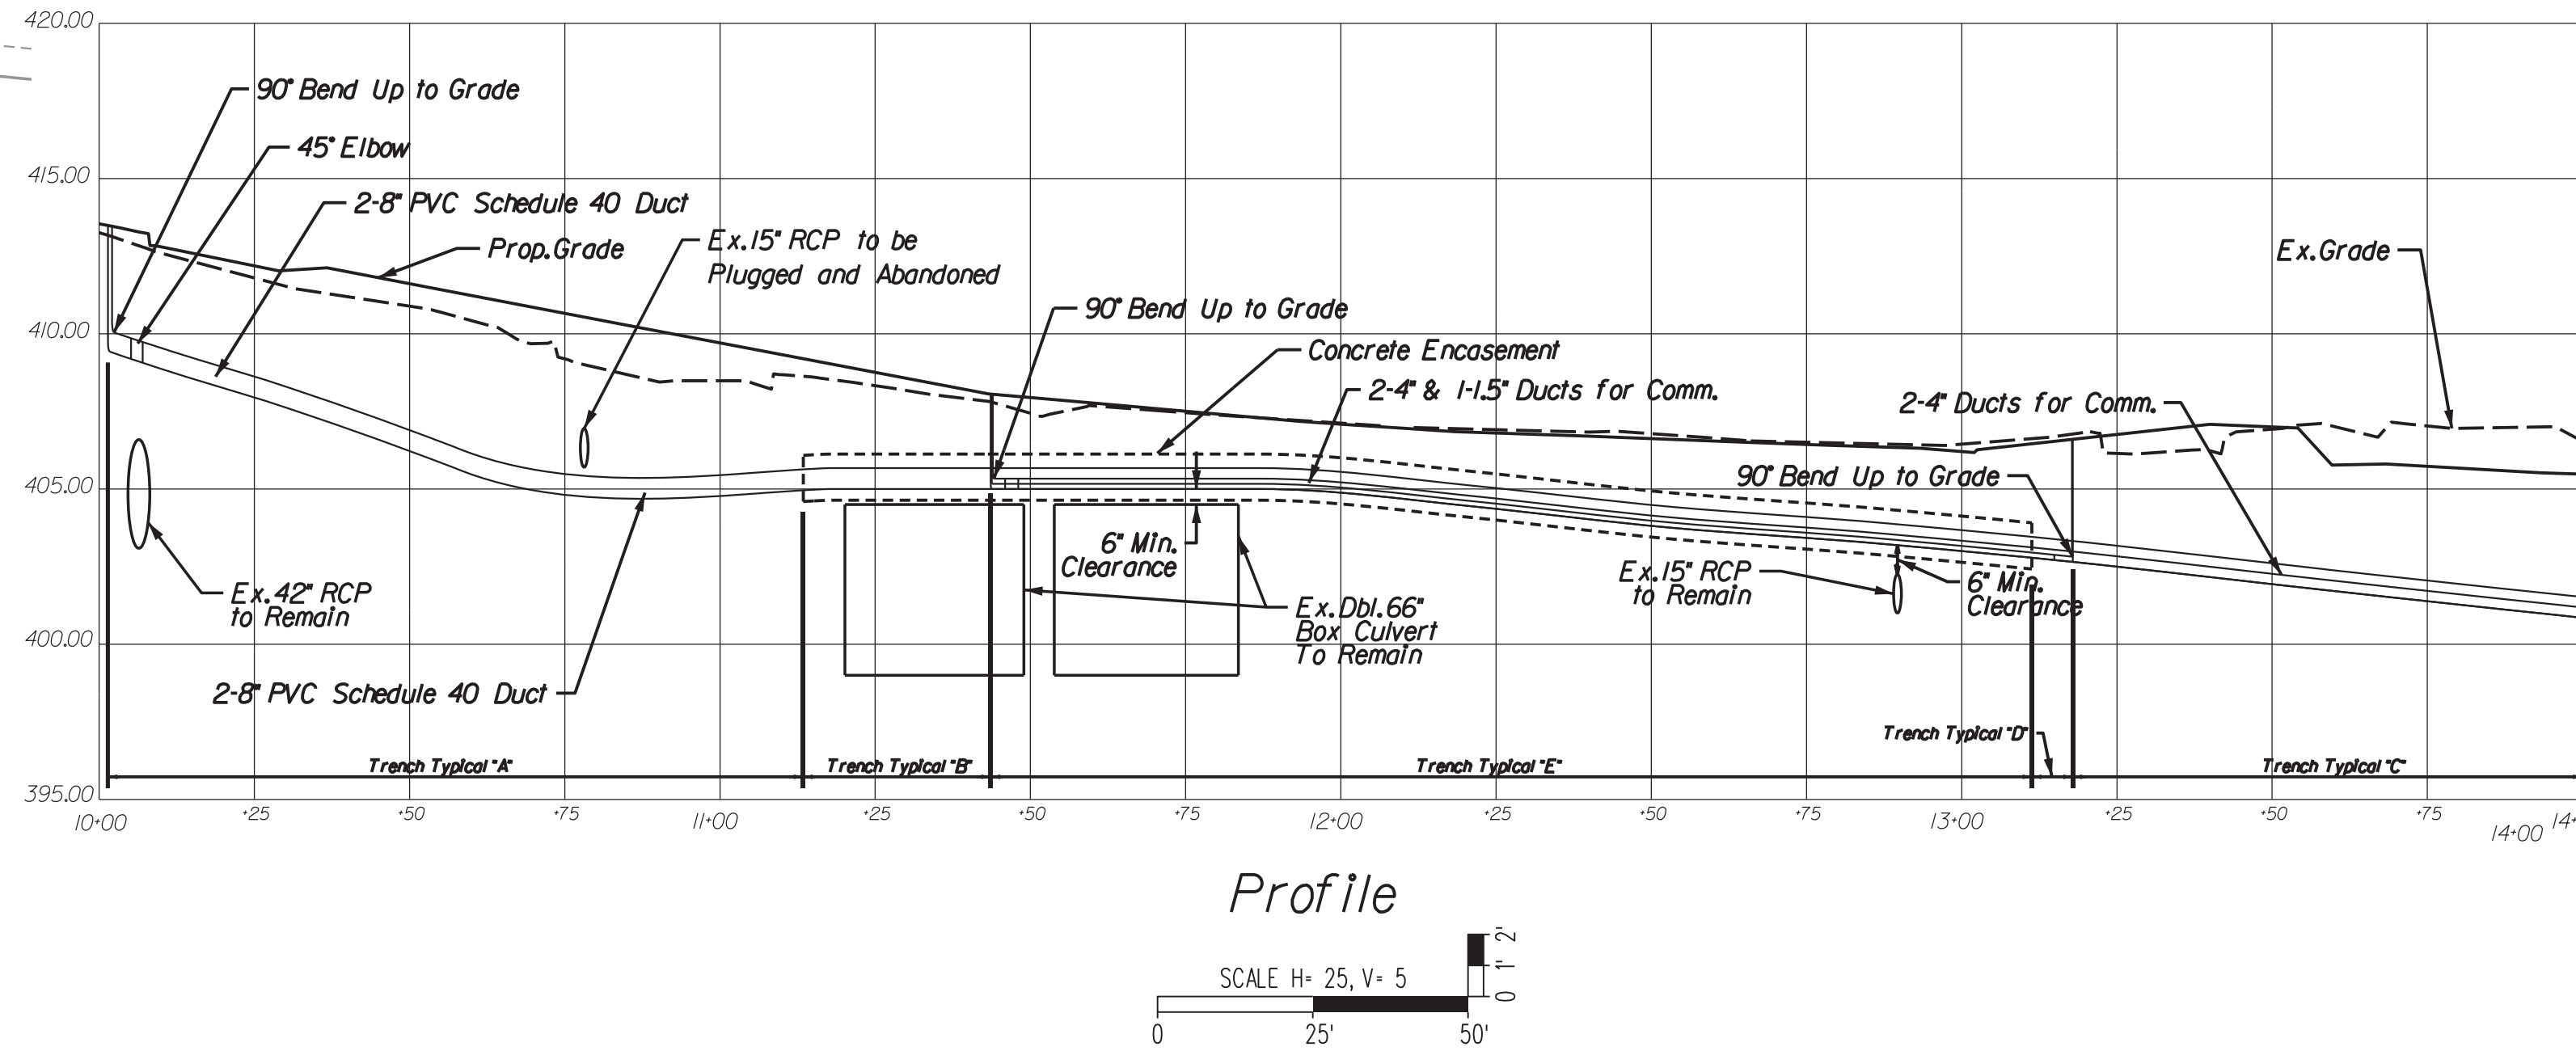 420.00
415.00
410.00
405.00
400.00
395.00
90° Bend Up to Grade
45° Elbow
2-8" PVC Schedule 40 Duct
Prop. Grade
Ex. 15" RCP to be
Plugged and Abandoned
90° Bend Up to Grade
Concrete Encasement
2-4" & 1-1.5" Ducts for Comm.
2-4" Ducts for Comm.
Ex. Grade
90° Bend Up to Grade
6" Min.
Clearance
Ex. 15" RCP
to Remain
6" Min.
Clearance
Ex. 42" RCP
to Remain
Ex. Dbl. 66"
Box Culvert
To Remain
2-8" PVC Schedule 40 Duct
Trench Typical "D"
Trench Typical "A"
Trench Typical "B"
Trench Typical "E"
Trench Typical "C"
10+00 +25 +50 +75 11+00 +25 +50 +75 12+00 +25 +50 +75 13+00 +25 +50 +75 14+00 14+
Profile
SCALE H= 25, V= 5
0 1' 2'
0 25' 50'